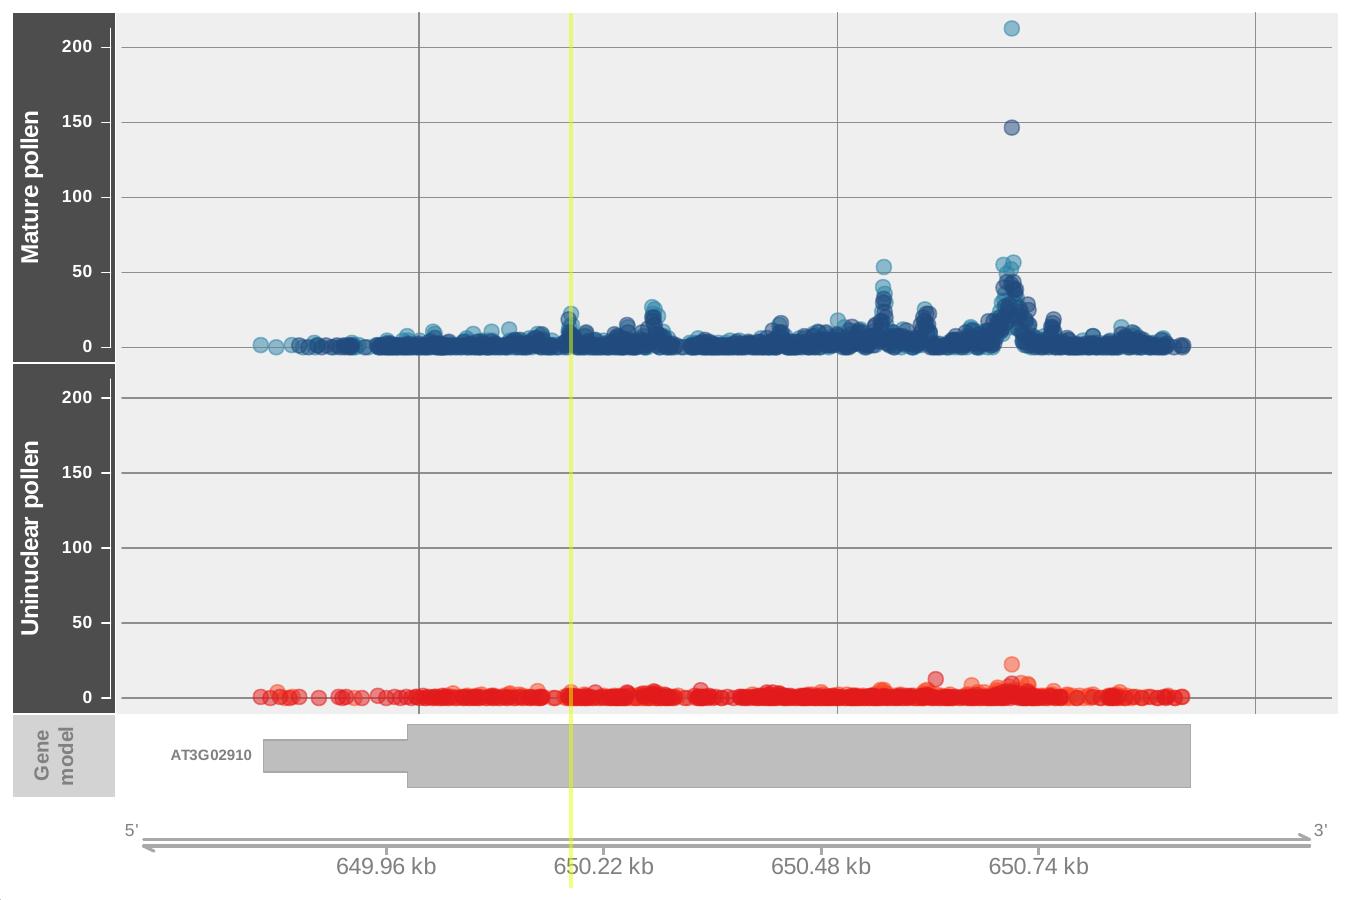 Mature pollen
200
150
100
50
0
Uninuclear pollen
200
150
100
50
0
Gene
model
AT3G02910
5'
3'
649.96 kb
650.22 kb
650.48 kb
650.74 kb